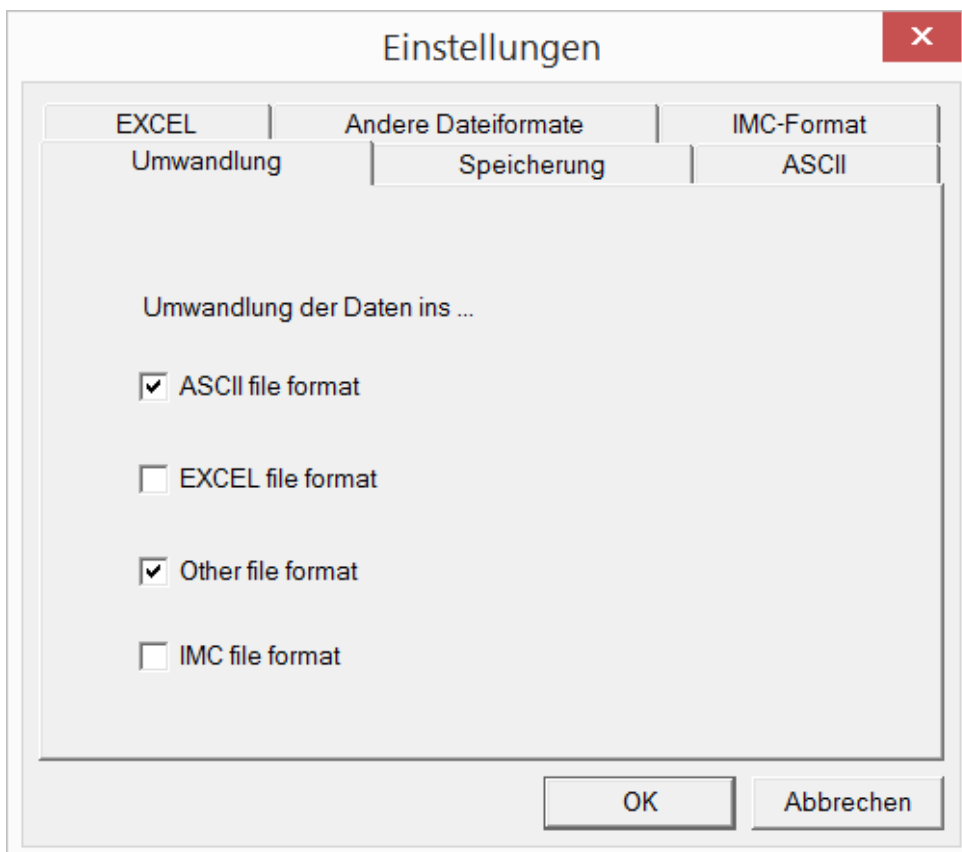 Einstellungen
EXCEL Andere Dateiformate IMC-Format
Umwandlung Speicherung ASCII
Umwandlung der Daten ins ...
ASCII file format
EXCEL file format
Other file format
IMC file format
OK Abbrechen